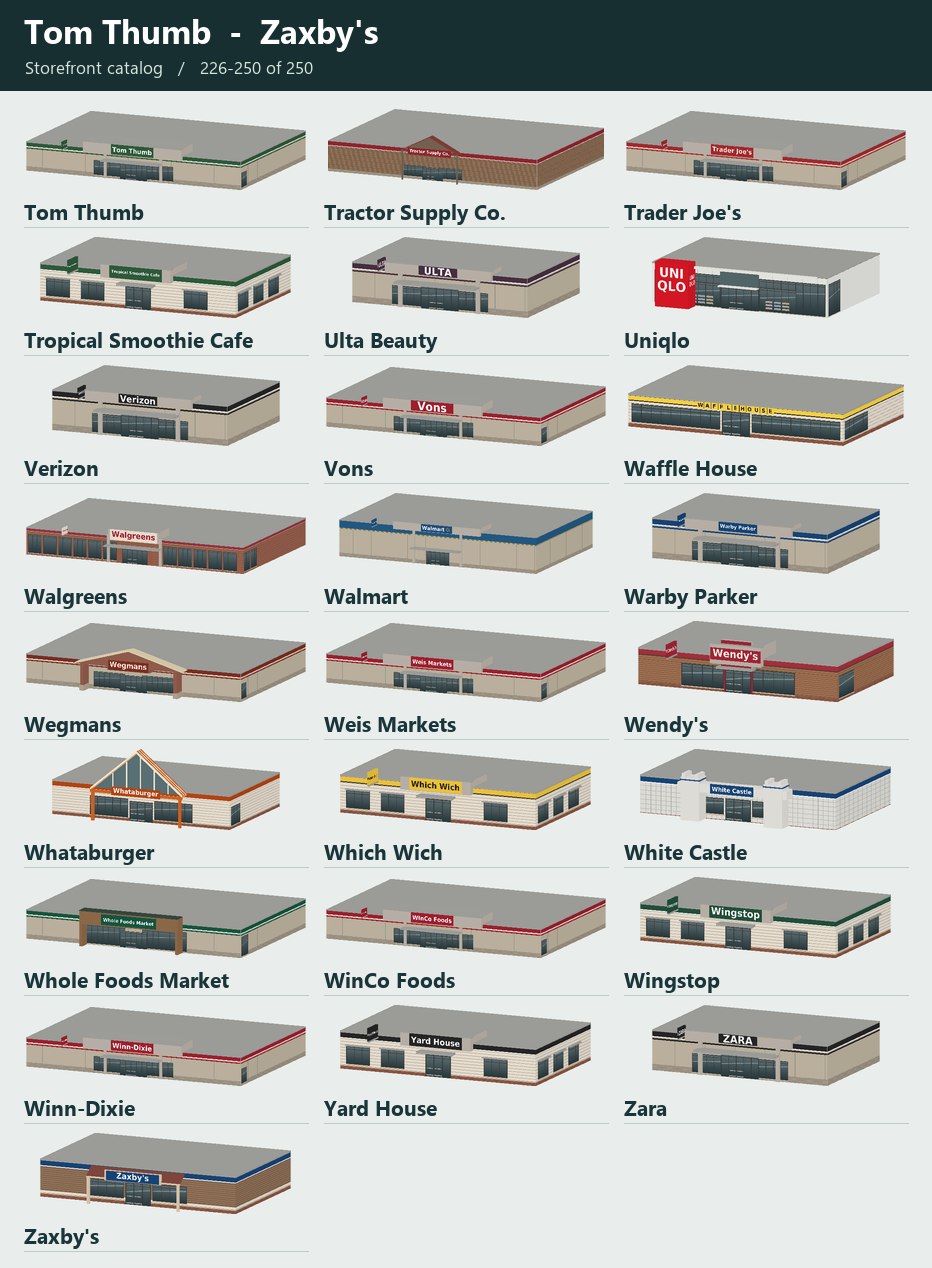 Tom Thumb - Zaxby's
Storefront catalog / 226-250 of 250
Tom Thumb
Tractor Supply Co.
Trader Joe's
Tom Thumb
Tractor Supply Co.
Trader Joe's
Tropical Smoothie Cafe
ULTA
UNI
QLO
Tropical Smoothie Cafe
Ulta Beauty
Uniqlo
Verizon
Vons
WAFFLE HOUSE
Verizon
Vons
Waffle House
Walgreens
Walmart
Warby Parker
Walgreens
Walmart
Warby Parker
Wegmans
Weis Markets
Wendy's
Wegmans
Weis Markets
Wendy's
Whataburger
Which Wich
White Castle
Whataburger
Which Wich
White Castle
Whole Foods Market
WinCo Foods
Wingstop
Whole Foods Market
WinCo Foods
Wingstop
Winn-Dixie
Yard House
ZARA
Winn-Dixie
Yard House
Zara
Zaxby's
Zaxby's